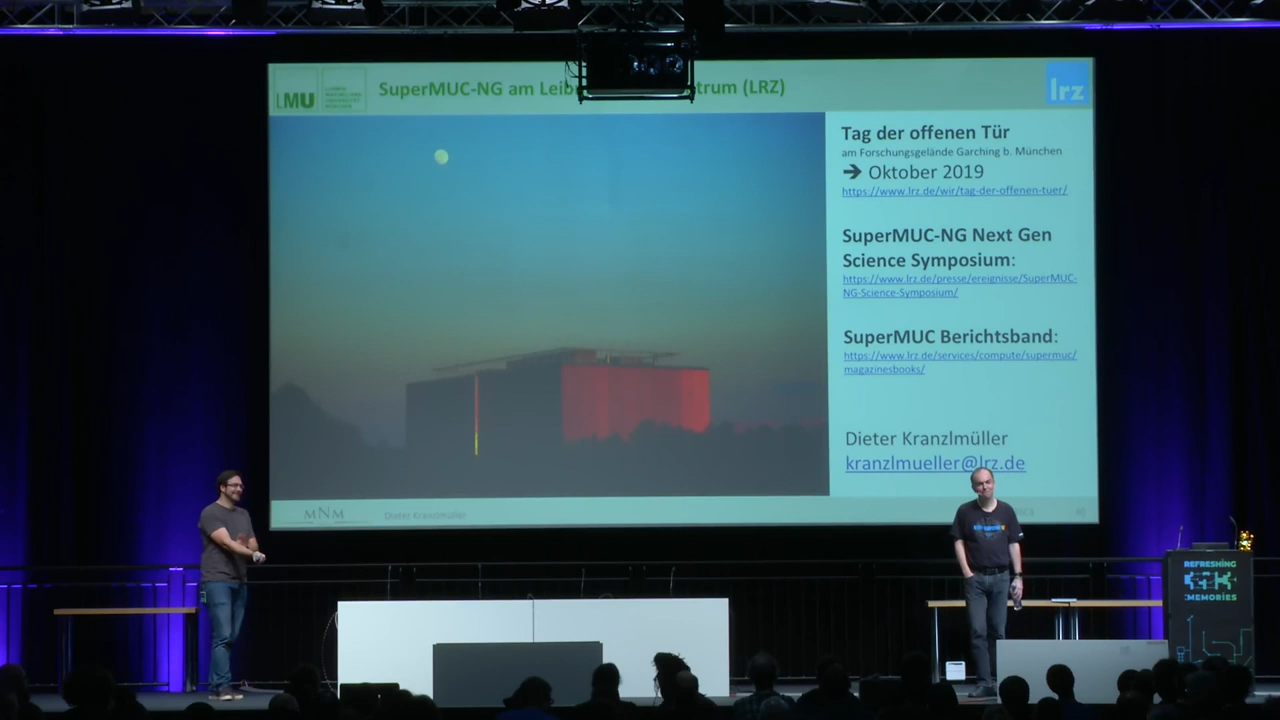 LMU
SuperMUC-NG am Leib trum (LRZ)
lrz
Tag der offenen Tür
am Forschungsgelände Garching b. München
➔ Oktober 2019
https://www.lrz.de/wir/tag-der-offenen-tuer/
SuperMUC-NG Next Gen
Science Symposium:
https://www.lrz.de/presse/ereignisse/SuperMUC-
NG-Science-Symposium/
SuperMUC Berichtsband:
https://www.lrz.de/services/compute/supermuc/
magazinesbooks/
Dieter Kranzlmüller
kranzlmueller@lrz.de
MNM
Dieter Kranzlmüller
REFRESHING
MEMORIES